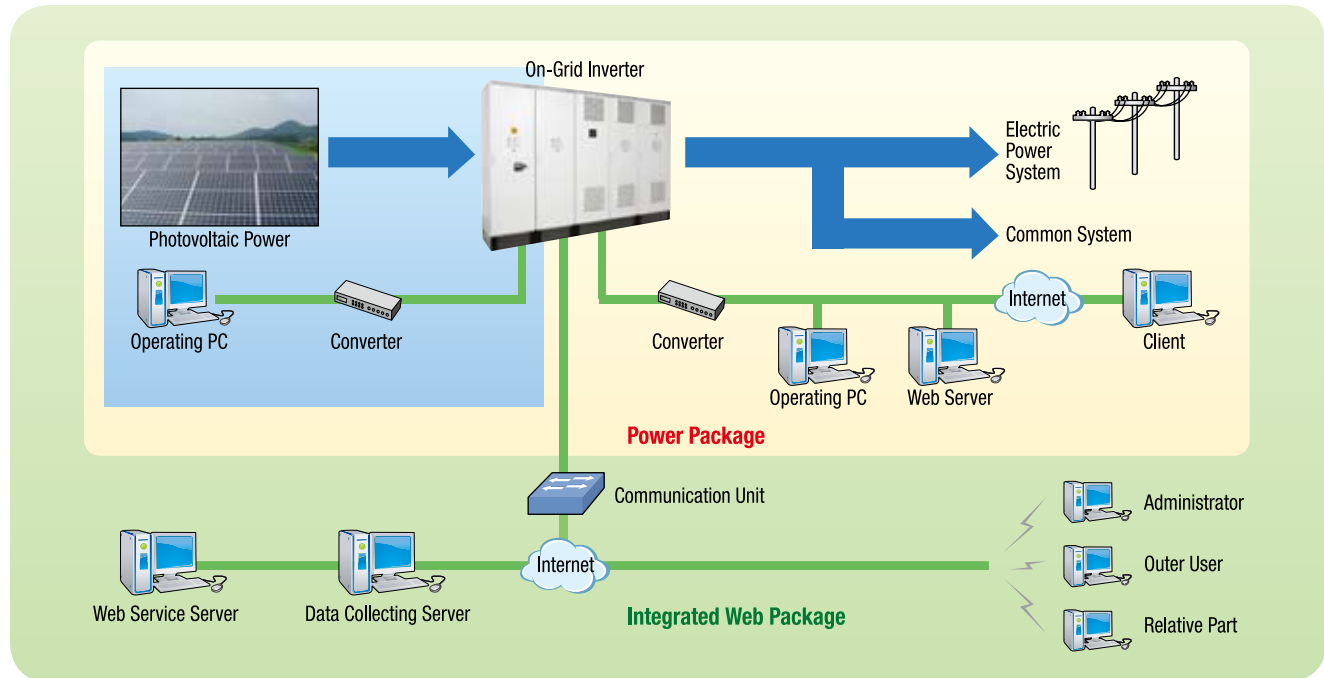 On-Grid Inverter
Electric
Power
System
Photovoltaic Power
Common System
Internet
Operating PC
Converter
Converter
Client
Operating PC
Web Server
Power Package
Communication Unit
Administrator
Internet
Outer User
Web Service Server
Data Collecting Server
Integrated Web Package
Relative Part